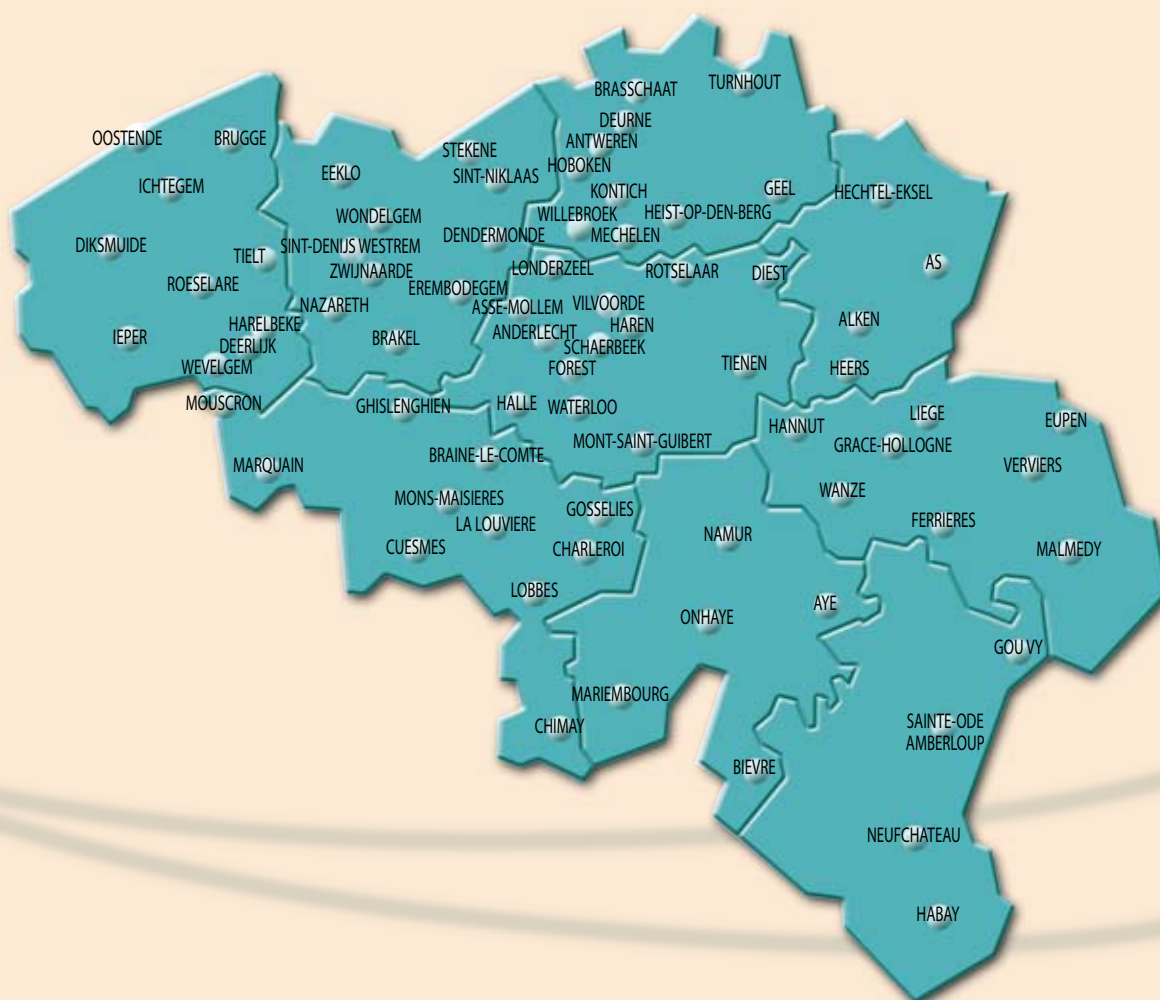 TURNHOUT
BRASSCHAAT
DEURNE
OOSTENDE
BRUGGE
ANTWEREN
STEKENE
HOBOKEN
EEKLO
SINT-NIKLAAS
ICHTEGEM
KONTICH
GEEL
HECHTEL-EKSEL
WONDELGEM
WILLEBROEK
HEIST-OP-DEN-BERG
DENDERMONDE
MECHELEN
DIKSMUIDE
SINT-DENIJS WESTREM
TIELT
AS
ZWIJNAARDE
LONDERZEEL
ROTSELAAR
DIEST
ROESELARE
EREMBODEGEM
NAZARETH
ASSE-MOLLEM
VILVOORDE
HARELBEKE
HAREN
ALKEN
IEPER
DEERLIJK
BRAKEL
ANDERLECHT
SCHAERBEEK
WEVELGEM
FOREST
TIENEN
HEERS
MOUSCRON
GHISLENGHIEN
HALLE
WATERLOO
LIEGE
EUPEN
HANNUT
MONT-SAINT-GUIBERT
GRACE-HOLLOGNE
MARQUAIN
BRAINE-LE-COMTE
VERVIERS
WANZE
MONS-MAISIERES
GOSSELIES
LA LOUVIERE
FERRIERES
NAMUR
CUESMES
CHARLEROI
MALMEDY
LOBBES
AYE
ONHAYE
GOU VY
MARIEMBOURG
CHIMAY
SAINTE-ODE
AMBERLOUP
BIEVRE
NEUFCHATEAU
HABAY